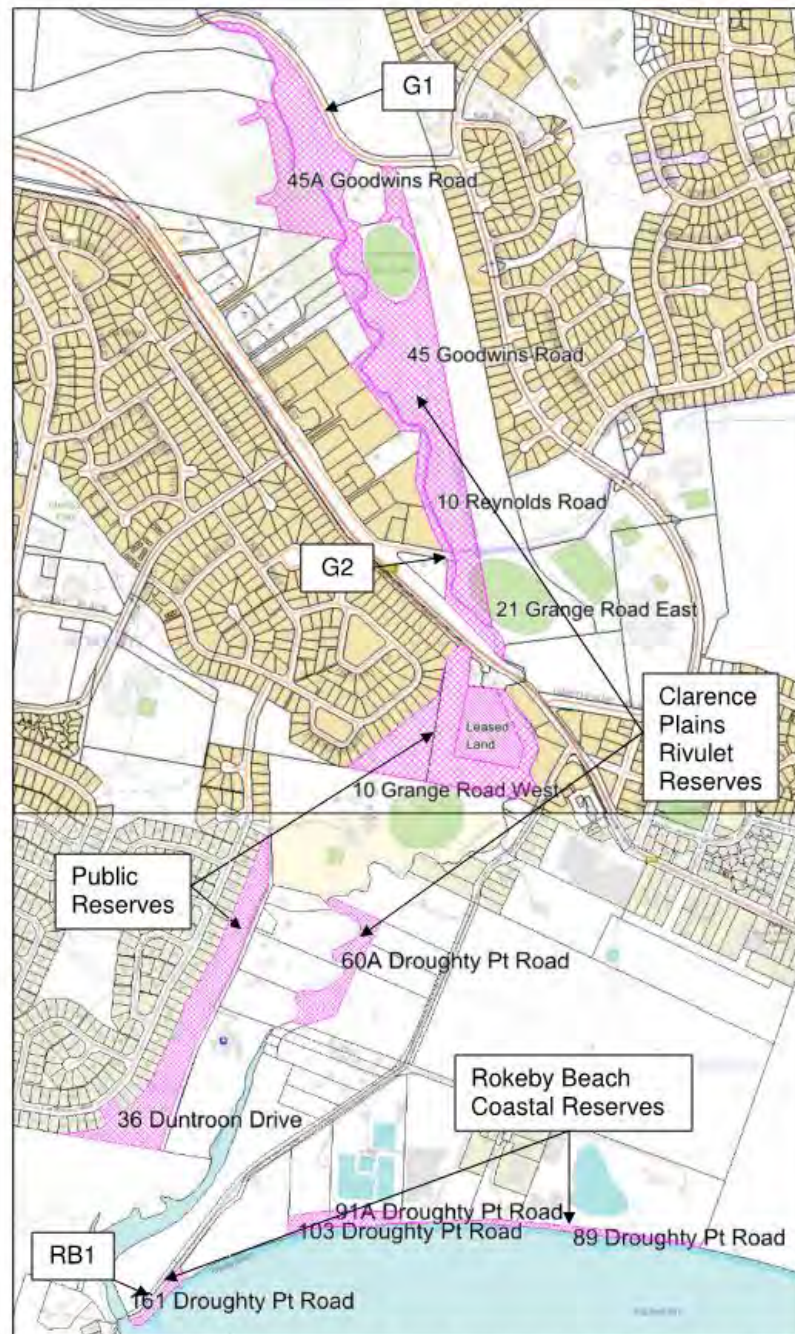 G1
45A Goodwins Road
45 Goodwins Road
10 Reynolds Road
G2
21 Grange Road East
Clarence
Plains
Rivulet
Reserves
Leased
Land
10 Grange Road West
Public
Reserves
60A Droughty Pt Road
Rokeby Beach
Coastal Reserves
36 Duntroon Drive
91A Droughty Pt Road
103 Droughty Pt Road
89 Droughty Pt Road
RB1
161 Droughty Pt Road